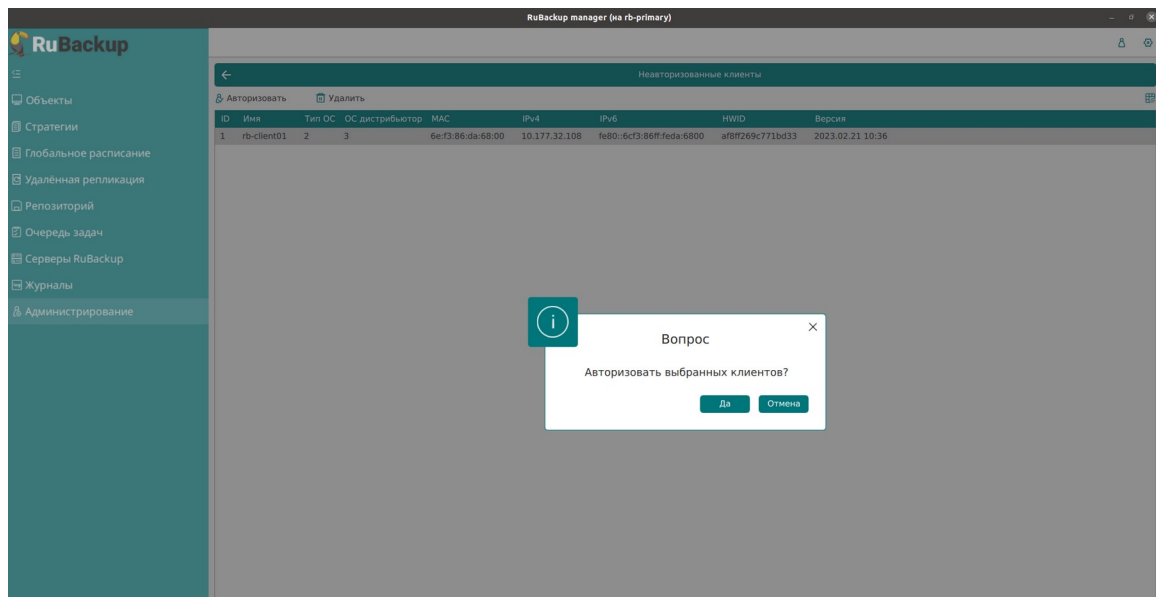 RuBackup manager (на rb-primary)
RuBackup
Объекты
Стратегии
Глобальное расписание
Удалённая репликация
Репозиторий
Очередь задач
Серверы RuBackup
Журналы
Администрирование
Неавторизованные клиенты
Авторизовать Удалить
ID Имя Тип ОС ОС дистрибьютор MAC IPv4 IPv6 HWID Версия
1 rb-client01 2 3 6e:f3:86:da:68:00 10.177.32.108 fe80::6cf3:86ff:feda:6800 af8ff269c771bd33 2023.02.21 10:36
Вопрос
Авторизовать выбранных клиентов?
Да Отмена